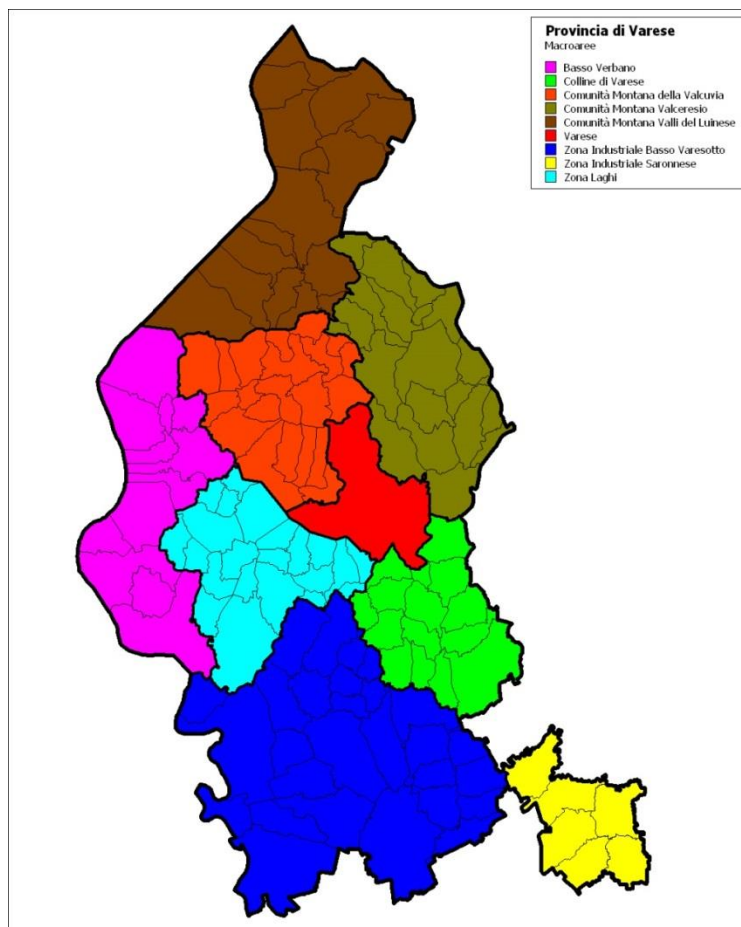 Provincia di Varese
Macroaree
Basso Verbano
Colline di Varese
Comunità Montana della Valcuvia
Comunità Montana Valceresio
Comunità Montana Valli del Luinese
Varese
Zona Industriale Basso Varesotto
Zona Industriale Saronnese
Zona Laghi